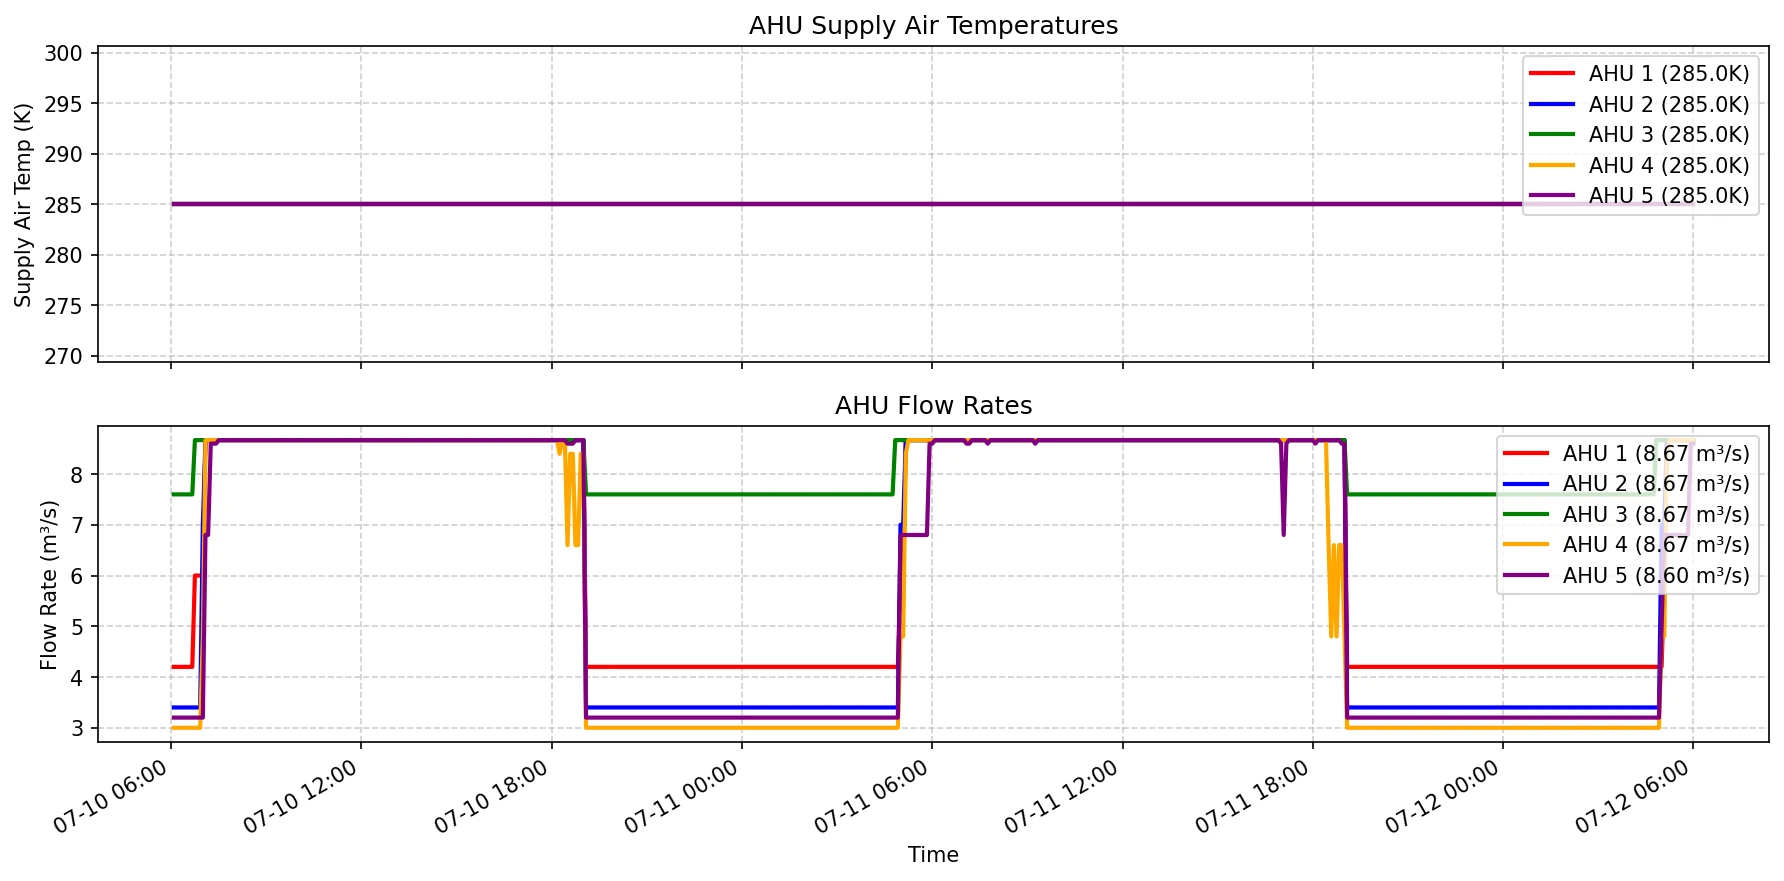 AHU Supply Air Temperatures
Supply Air Temp (K)
300
295
290
285
280
275
270
AHU 1 (285.0K)
AHU 2 (285.0K)
AHU 3 (285.0K)
AHU 4 (285.0K)
AHU 5 (285.0K)
AHU Flow Rates
Flow Rate (m³/s)
8
7
6
5
4
3
AHU 1 (8.67 m³/s)
AHU 2 (8.67 m³/s)
AHU 3 (8.67 m³/s)
AHU 4 (8.67 m³/s)
AHU 5 (8.60 m³/s)
07-10 06:00
07-10 12:00
07-10 18:00
07-11 00:00
07-11 06:00
07-11 12:00
07-11 18:00
07-12 00:00
07-12 06:00
Time